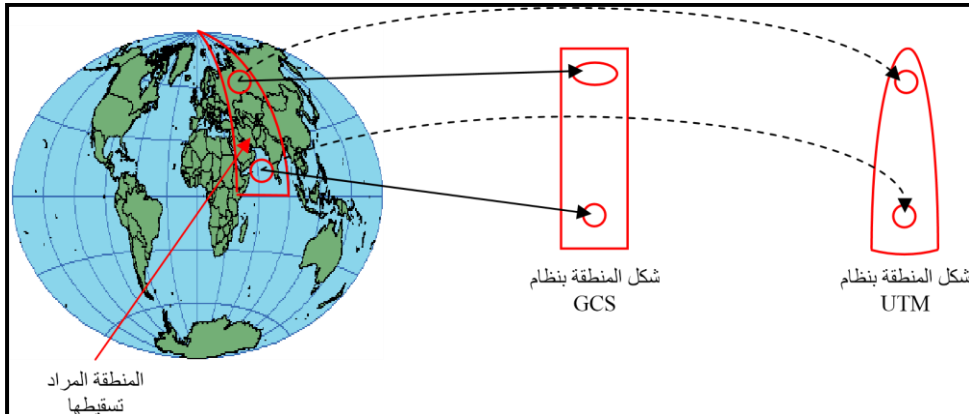 شكل المنطقة بنظام
UTM
شكل المنطقة بنظام
GCS
المنطقة المراد
تسقيطها